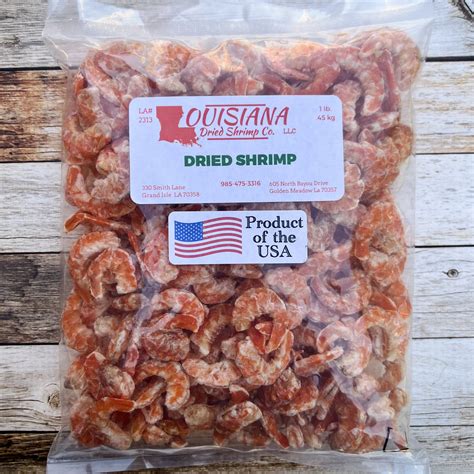 LA#
2313
LOUISIANA
Dried Shrimp Co. LLC
1 lb.
.45 kg
DRIED SHRIMP
330 Smith Lane
Grand Isle LA 70358
985-475-3316
605 North Bayou Drive
Golden Meadow La 70357
Product
of the
USA